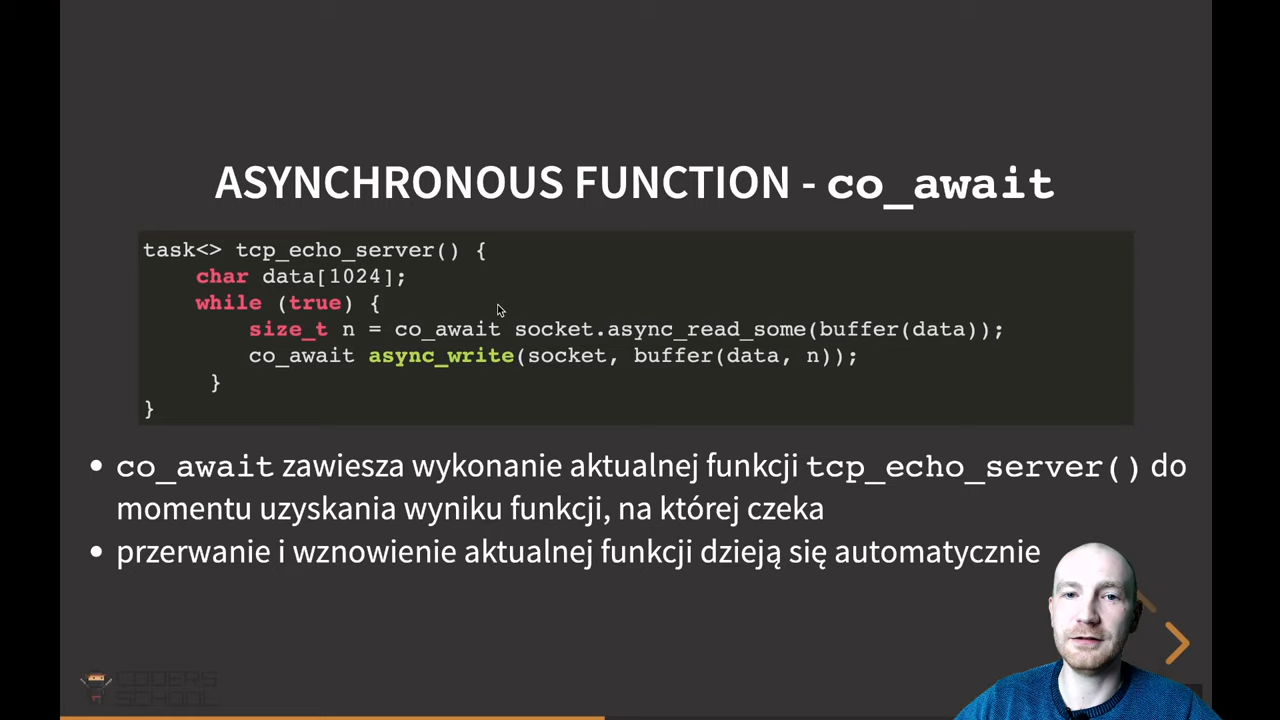 ASYNCHRONOUS FUNCTION - co_await
task<> tcp_echo_server() {
    char data[1024];
    while (true) {
        size_t n = co_await socket.async_read_some(buffer(data));
        co_await async_write(socket, buffer(data, n));
     }
}
• co_await zawiesza wykonanie aktualnej funkcji tcp_echo_server() do
momentu uzyskania wyniku funkcji, na której czeka
• przerwanie i wznowienie aktualnej funkcji dzieją się automatycznie
CODERS
SCHOOL